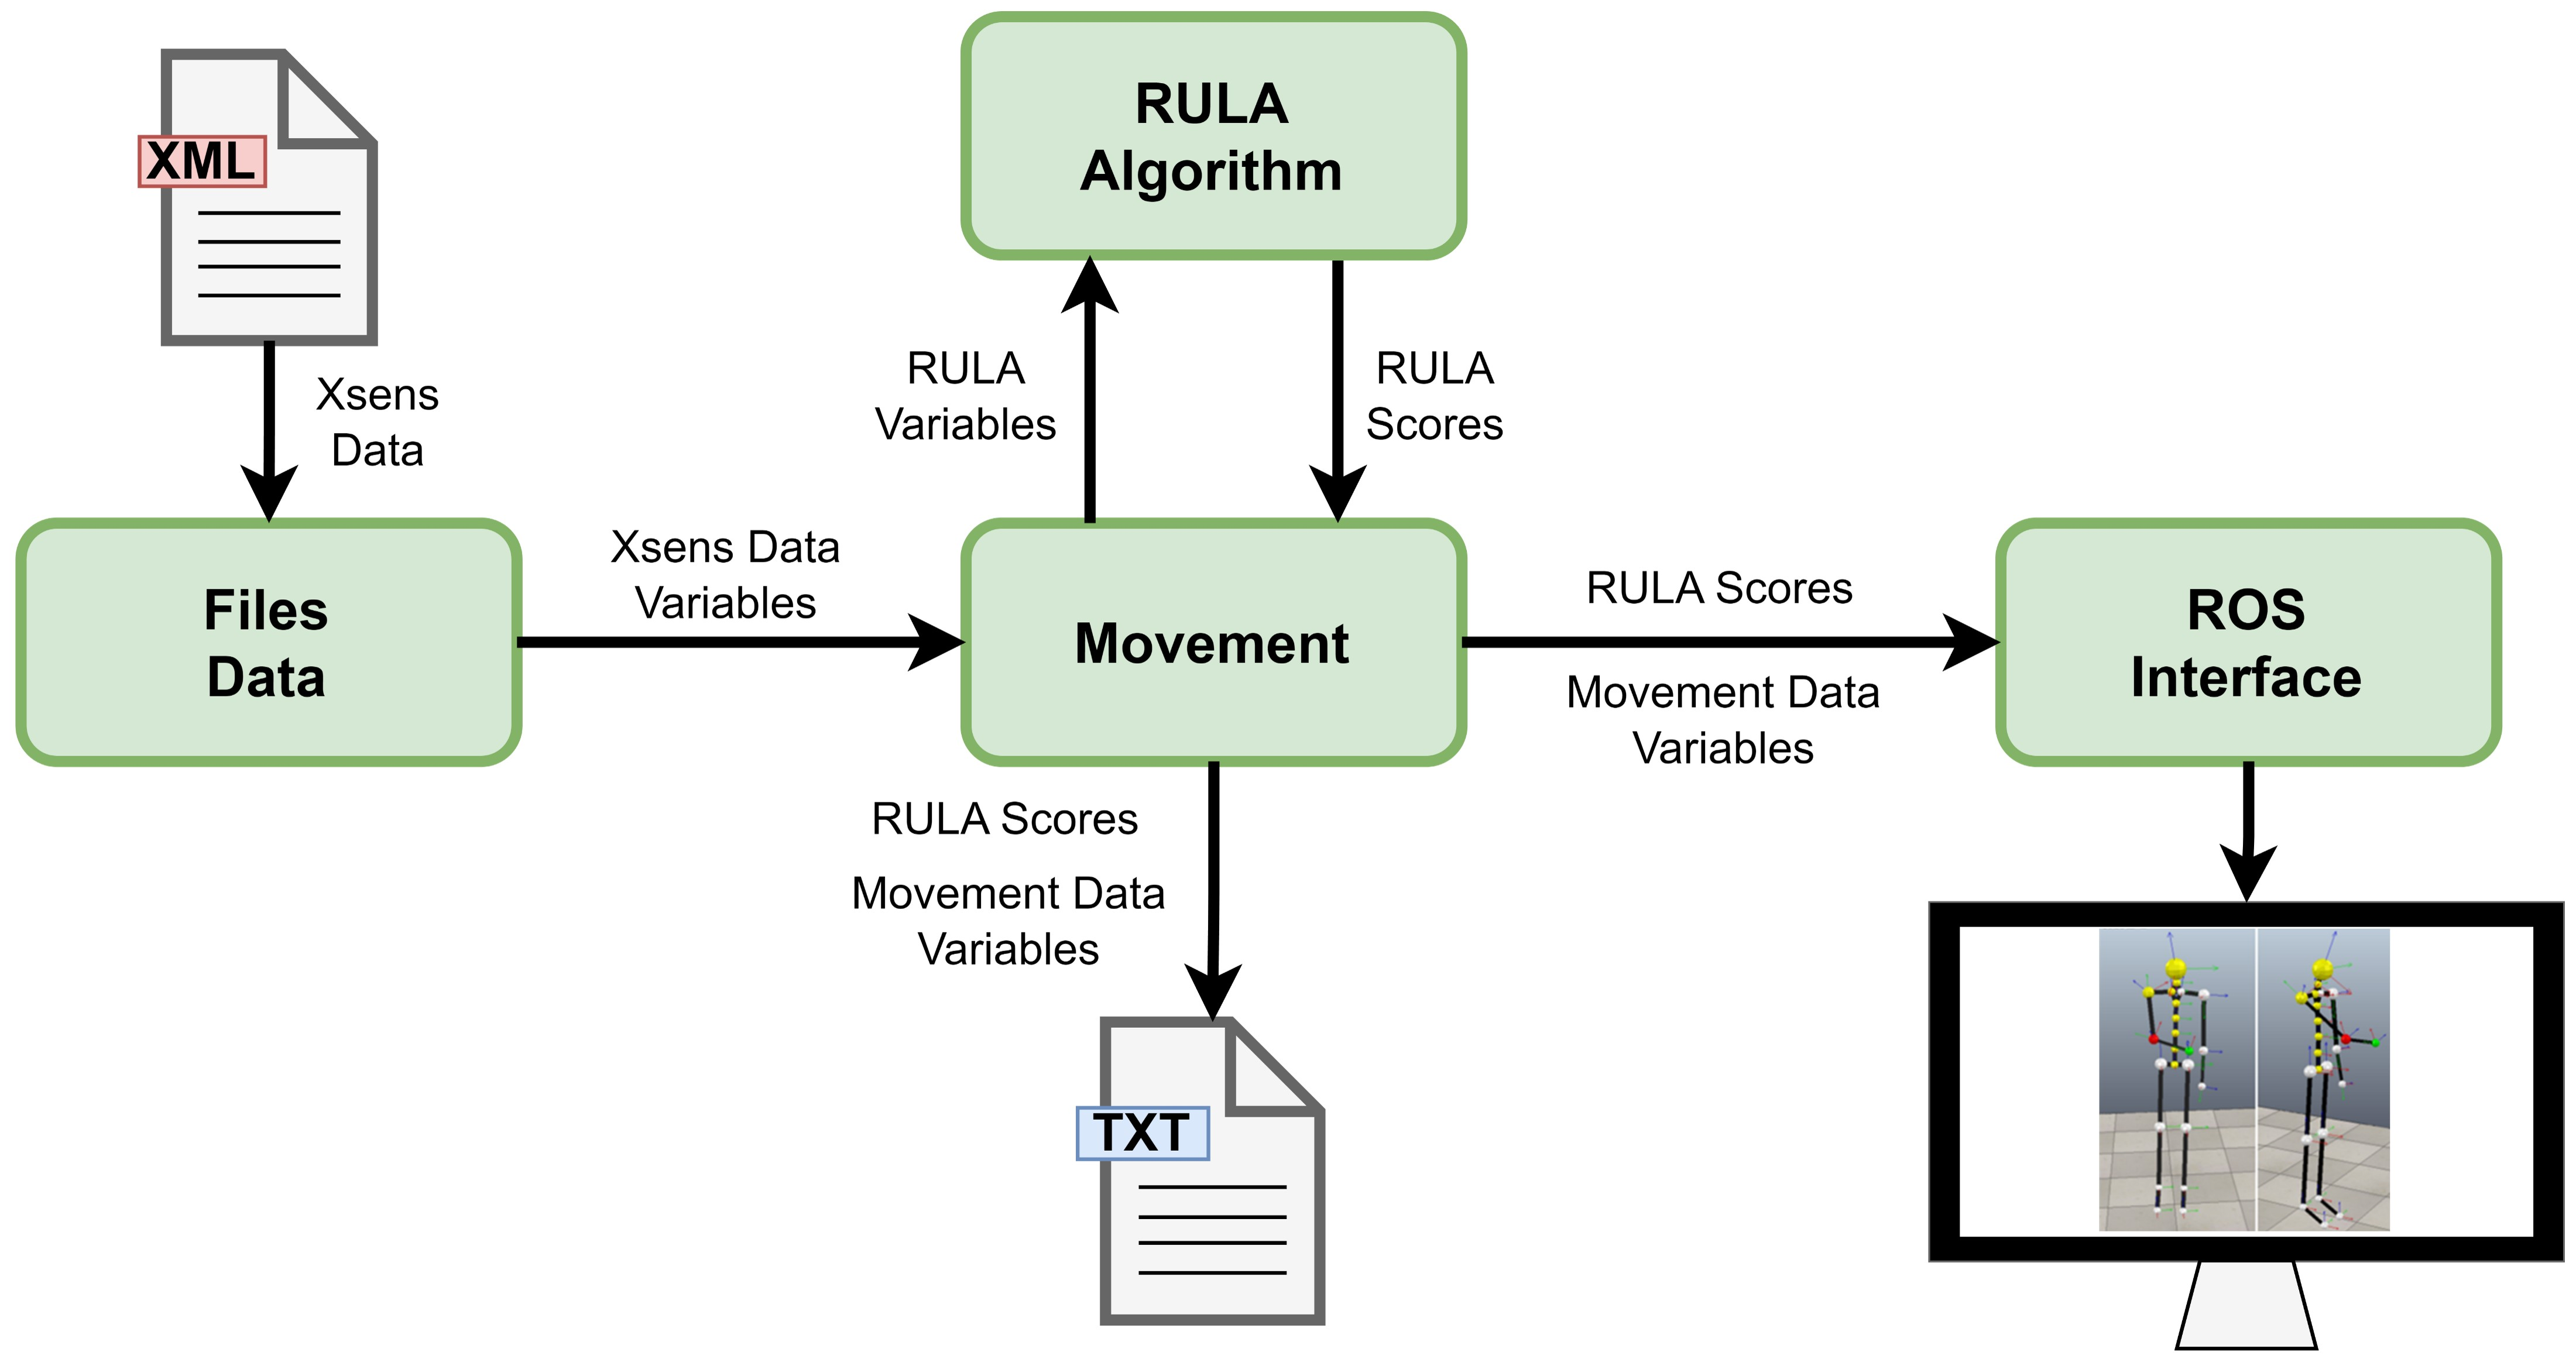 XML
Xsens
Data
Files
Data
Xsens Data
Variables
RULA
Algorithm
RULA
Variables
RULA
Scores
Movement
RULA Scores
Movement Data
Variables
ROS
Interface
RULA Scores
Movement Data
Variables
TXT